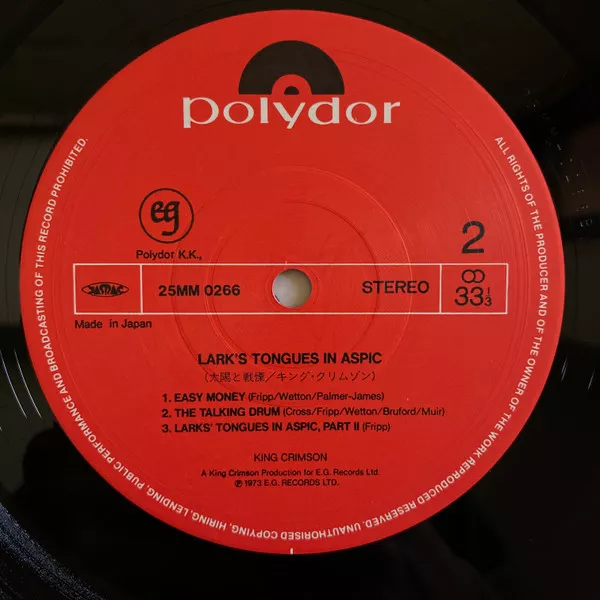 polydor
eg
Polydor K.K.,
2
JASRAC
25MM 0266
STEREO
33 1/3
Made in Japan
LARK'S TONGUES IN ASPIC
(太陽と戦慄/キング・クリムゾン)
1. EASY MONEY (Fripp/Wetton/Palmer-James)
2. THE TALKING DRUM (Cross/Fripp/Wetton/Bruford/Muir)
3. LARKS' TONGUES IN ASPIC, PART II (Fripp)
KING CRIMSON
A King Crimson Production for E.G. Records Ltd.
Ⓟ 1973 E.G. RECORDS LTD.
ALL RIGHTS OF THE PRODUCER AND OF THE OWNER OF THE WORK REPRODUCED RESERVED. UNAUTHORISED COPYING, HIRING, LENDING, PUBLIC PERFORMANCE AND BROADCASTING OF THIS RECORD PROHIBITED.